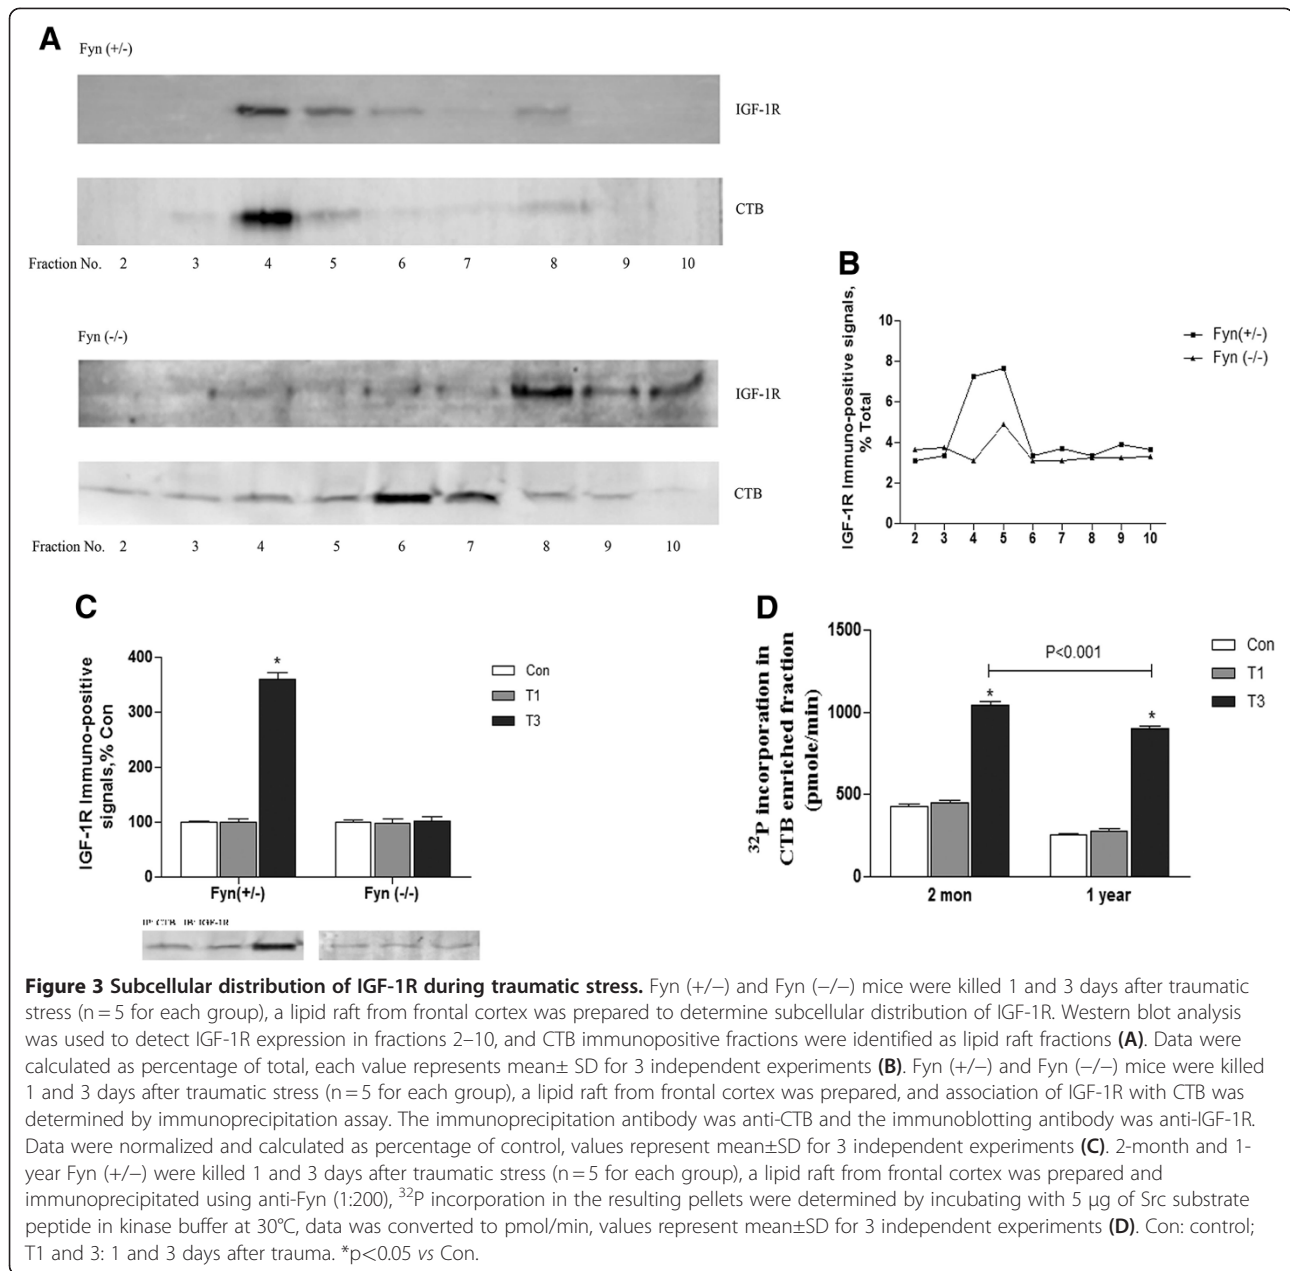 A
Fyn (+/-)
IGF-1R
CTB
Fraction No. 2 3 4 5 6 7 8 9 10
Fyn (-/-)
IGF-1R
CTB
Fraction No. 2 3 4 5 6 7 8 9 10
B
IGF-1R Immuno-positive signals,
% Total
10
8
6
4
2
0
2 3 4 5 6 7 8 9 10
Fyn(+/-)
Fyn (-/-)
C
IGF-1R Immuno-positive
signals,% Con
400
300
200
100
0
*
Fyn(+/-) Fyn (-/-)
Con
T1
T3
IP: CTB IB: IGF-1R
D
³²P incorporation in
CTB enriched fraction
(pmole/min)
1500
1000
500
0
P<0.001
*
*
2 mon 1 year
Con
T1
T3
Figure 3 Subcellular distribution of IGF-1R during traumatic stress. Fyn (+/−) and Fyn (−/−) mice were killed 1 and 3 days after traumatic
stress (n = 5 for each group), a lipid raft from frontal cortex was prepared to determine subcellular distribution of IGF-1R. Western blot analysis
was used to detect IGF-1R expression in fractions 2–10, and CTB immunopositive fractions were identified as lipid raft fractions (A). Data were
calculated as percentage of total, each value represents mean± SD for 3 independent experiments (B). Fyn (+/−) and Fyn (−/−) mice were killed
1 and 3 days after traumatic stress (n = 5 for each group), a lipid raft from frontal cortex was prepared, and association of IGF-1R with CTB was
determined by immunoprecipitation assay. The immunoprecipitation antibody was anti-CTB and the immunoblotting antibody was anti-IGF-1R.
Data were normalized and calculated as percentage of control, values represent mean±SD for 3 independent experiments (C). 2-month and 1-
year Fyn (+/−) were killed 1 and 3 days after traumatic stress (n = 5 for each group), a lipid raft from frontal cortex was prepared and
immunoprecipitated using anti-Fyn (1:200), ³²P incorporation in the resulting pellets were determined by incubating with 5 μg of Src substrate
peptide in kinase buffer at 30°C, data was converted to pmol/min, values represent mean±SD for 3 independent experiments (D). Con: control;
T1 and 3: 1 and 3 days after trauma. *p<0.05 vs Con.